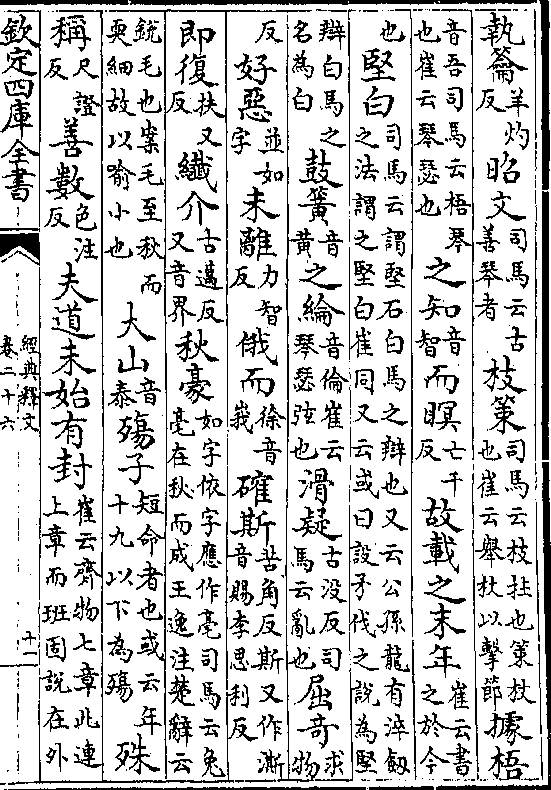 執籥羊灼反昭文司馬云古善琴者枝策司馬云枝拄也策杖也崔云舉杖以擊節據梧
音吾司馬云梧琴也崔云琴瑟也之知音智而瞑亡千反故載之末年崔云書之於今
也堅白司馬云謂堅石白馬之辯也又云公孫龍有淬劒之法謂之堅白崔同又云或曰設矛伐之說為堅
辯白馬之名為白鼓簧音黃之綸音倫崔云琴瑟弦也滑疑古没反司馬云亂也屈奇求物
反好惡並如字未離力智反俄而徐音峩確斯苦角反斯又作澌音賜李思利反
即復扶又反纖介古邁反又音界秋豪如字依字應作毫司馬云兔毫在秋而成王逸注楚辭云
銳毛也案毛至秋而耎細故以喻小也大山音泰殤子短命者也或云年十九以下為殤殊
稱尺證反善數色注反夫道未始有封崔云齊物七章此連上章而班固說在外
欽定四庫全書
經典釋文
卷二十六
十一